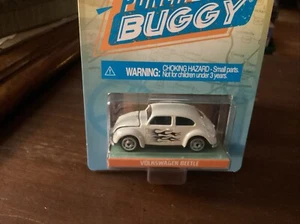 BUGGY
WARNING: CHOKING HAZARD - Small parts.
Not for children under 3 years.
VOLKSWAGEN BEETLE